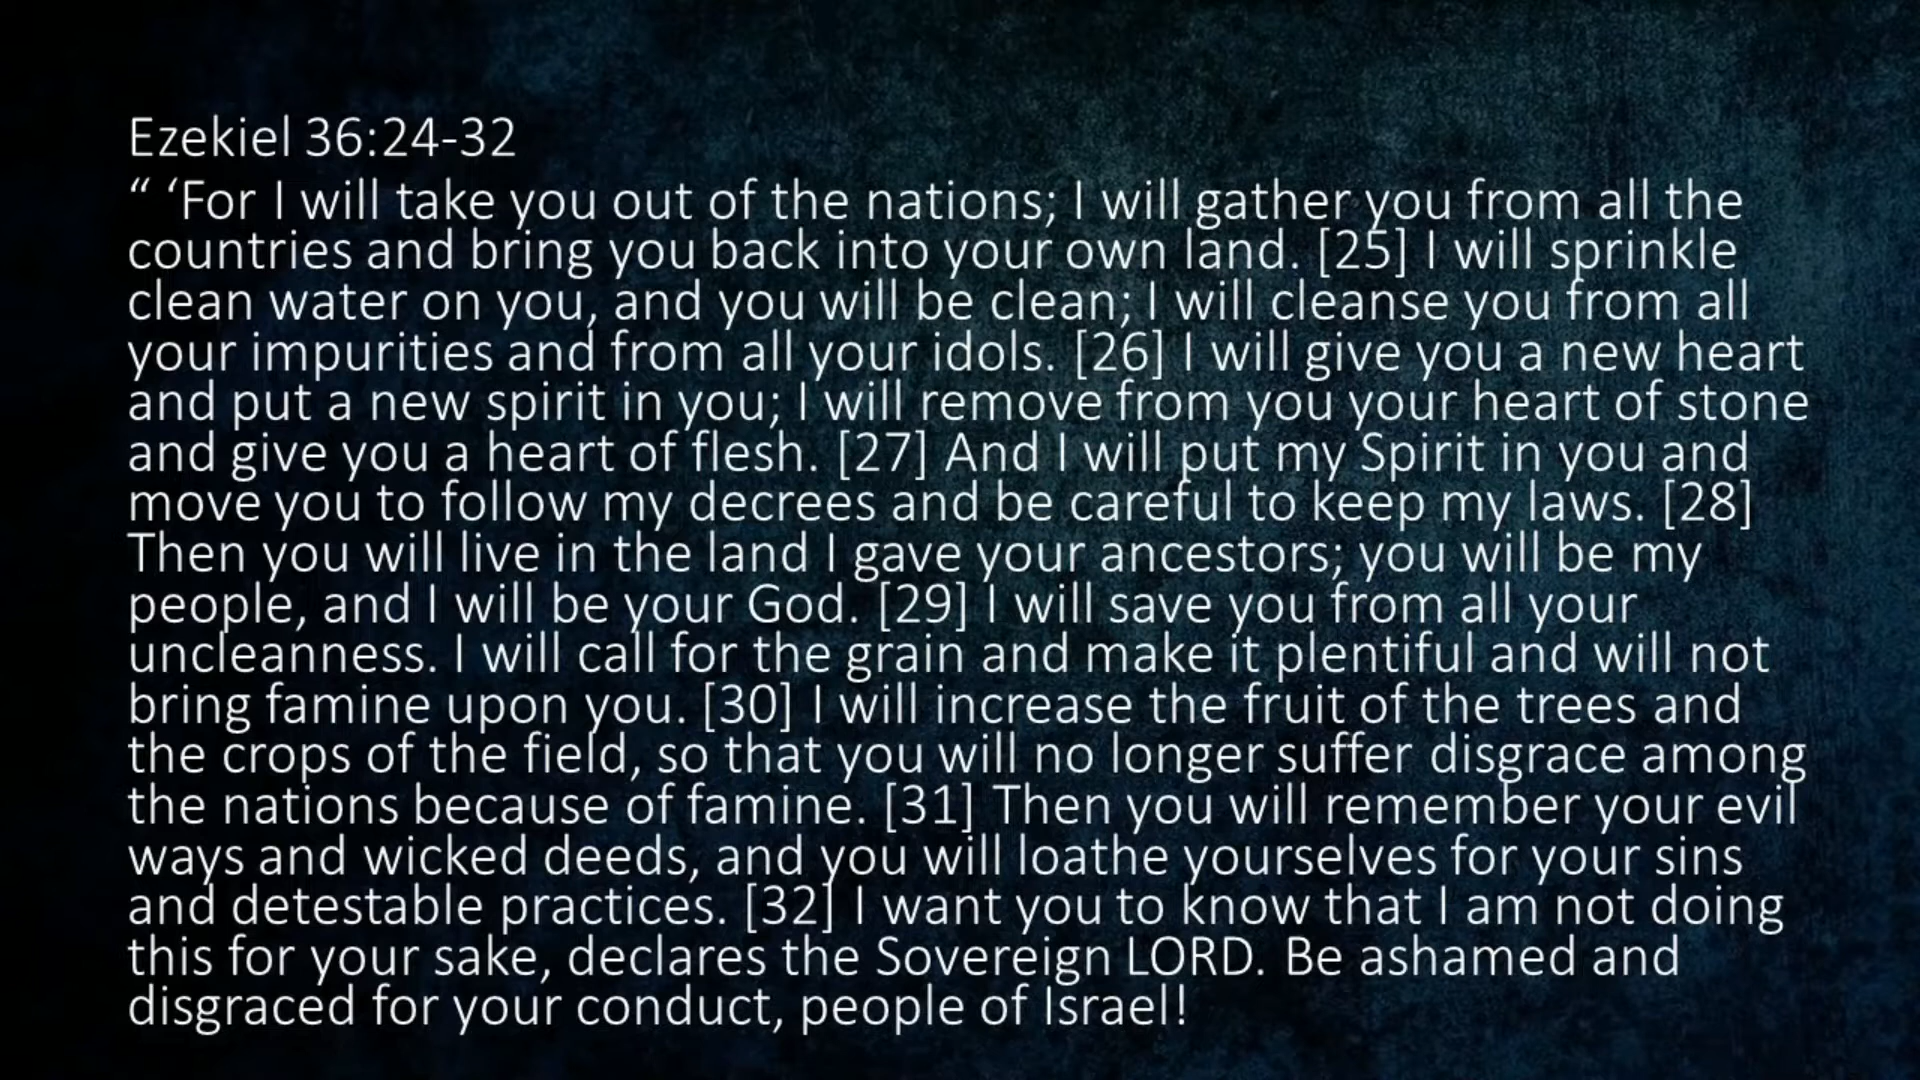 Ezekiel 36:24-32
“ ‘For I will take you out of the nations; I will gather you from all the
countries and bring you back into your own land. [25] I will sprinkle
clean water on you, and you will be clean; I will cleanse you from all
your impurities and from all your idols. [26] I will give you a new heart
and put a new spirit in you; I will remove from you your heart of stone
and give you a heart of flesh. [27] And I will put my Spirit in you and
move you to follow my decrees and be careful to keep my laws. [28]
Then you will live in the land I gave your ancestors; you will be my
people, and I will be your God. [29] I will save you from all your
uncleanness. I will call for the grain and make it plentiful and will not
bring famine upon you. [30] I will increase the fruit of the trees and
the crops of the field, so that you will no longer suffer disgrace among
the nations because of famine. [31] Then you will remember your evil
ways and wicked deeds, and you will loathe yourselves for your sins
and detestable practices. [32] I want you to know that I am not doing
this for your sake, declares the Sovereign LORD. Be ashamed and
disgraced for your conduct, people of Israel!